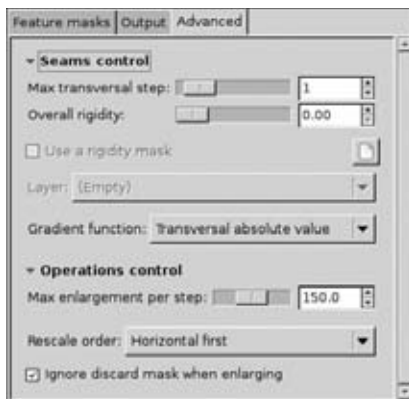 Feature masks Output Advanced
Seams control
Max transversal step: 1
Overall rigidity: 0.00
Use a rigidity mask
Layer: (Empty)
Gradient function: Transversal absolute value
Operations control
Max enlargement per step: 150.0
Rescale order: Horizontal first
Ignore discard mask when enlarging